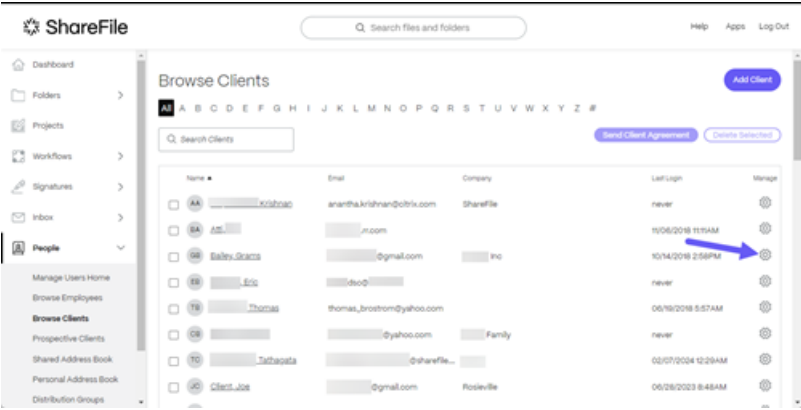 ShareFile
Search files and folders
Help Apps Log Out
Dashboard
Folders
Projects
Workflows
Signatures
Inbox
People
Manage Users Home
Browse Employees
Browse Clients
Prospective Clients
Shared Address Book
Personal Address Book
Distribution Groups
Browse Clients
Add Client
All A B C D E F G H I J K L M N O P Q R S T U V W X Y Z #
Search Clients
Send Client Agreement Delete Selected
Name Email Company Last Login Manage
AA Krishnan anantha.krishnan@citrix.com ShareFile never
BA .com 11/06/2018 11:11AM
GB Bailey, Grams @gmail.com Inc 10/14/2018 2:58PM
EB , Eric dso@ never
TB Thomas thomas_brostrom@yahoo.com 06/19/2018 5:57AM
CB @yahoo.com Family never
TC , Tathagata @sharefile... 02/07/2024 12:29AM
JC Client, Joe @gmail.com Rosieville 06/28/2023 8:48AM